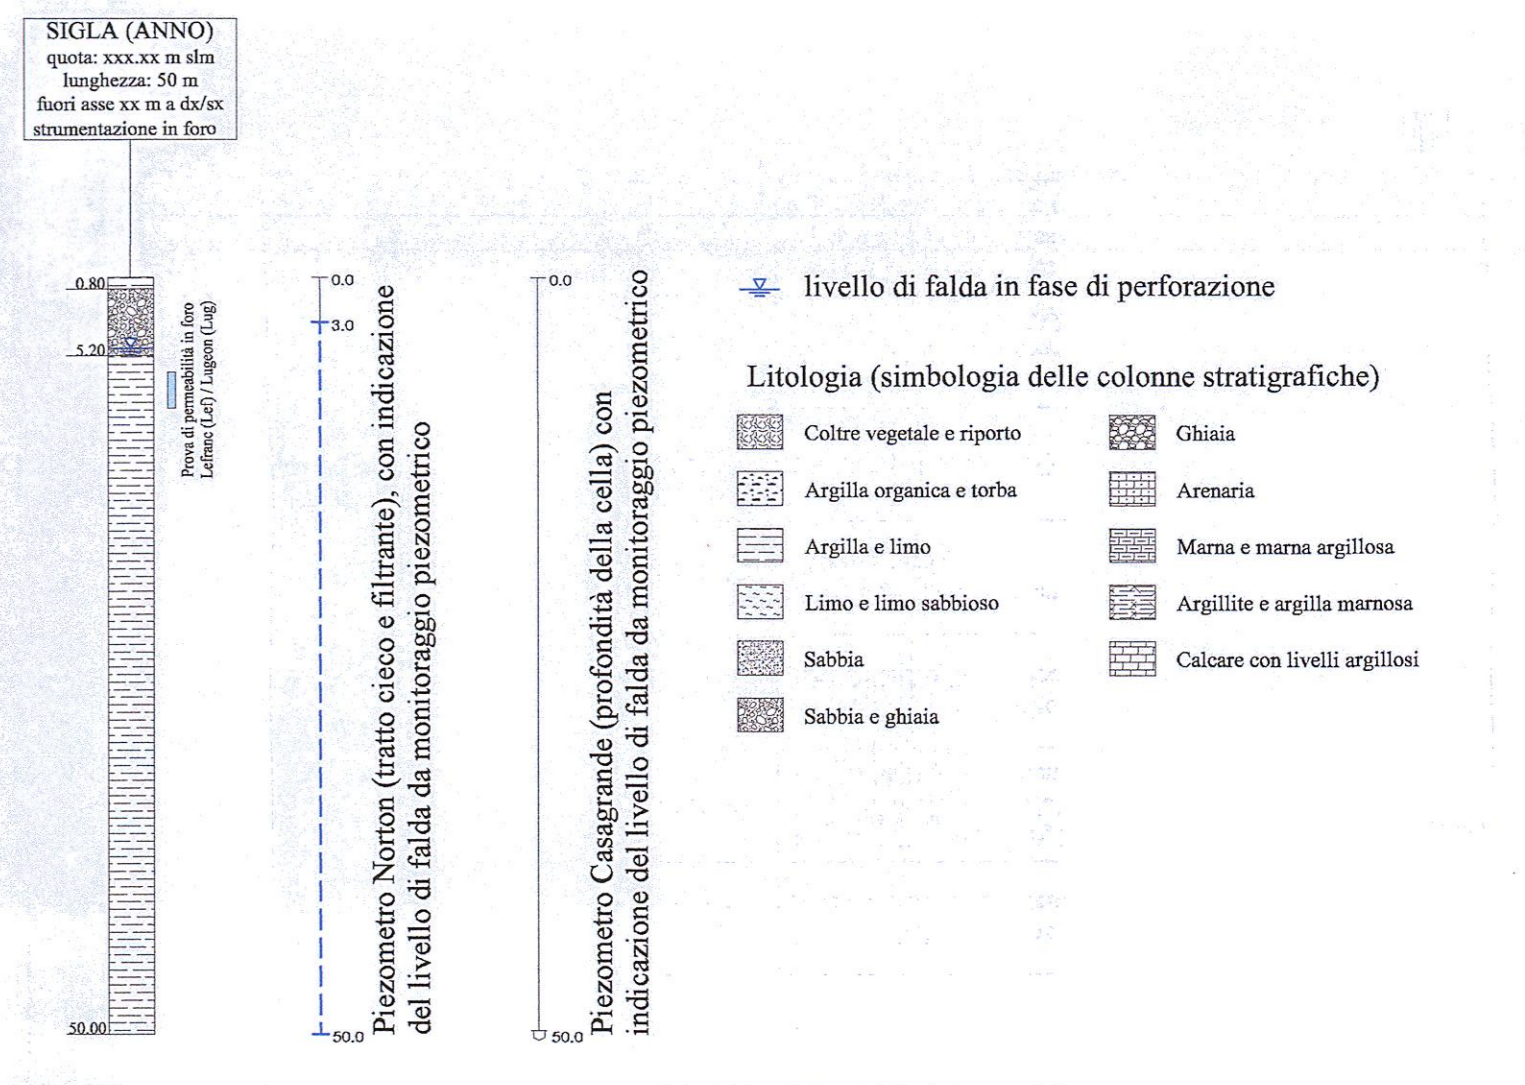 SIGLA (ANNO)
quota: xxx.xx m slm
lunghezza: 50 m
fuori asse xx m a dx/sx
strumentazione in foro
0.80
5.20
50.00
Prova di permeabilità in foro
Lefranc (Lef) / Lugeon (Lug)
0.0
3.0
50.0
Piezometro Norton (tratto cieco e filtrante), con indicazione
del livello di falda da monitoraggio piezometrico
0.0
50.0
Piezometro Casagrande (profondità della cella) con
indicazione del livello di falda da monitoraggio piezometrico
livello di falda in fase di perforazione
Litologia (simbologia delle colonne stratigrafiche)
Coltre vegetale e riporto
Argilla organica e torba
Argilla e limo
Limo e limo sabbioso
Sabbia
Sabbia e ghiaia
Ghiaia
Arenaria
Marna e marna argillosa
Argillite e argilla marnosa
Calcare con livelli argillosi